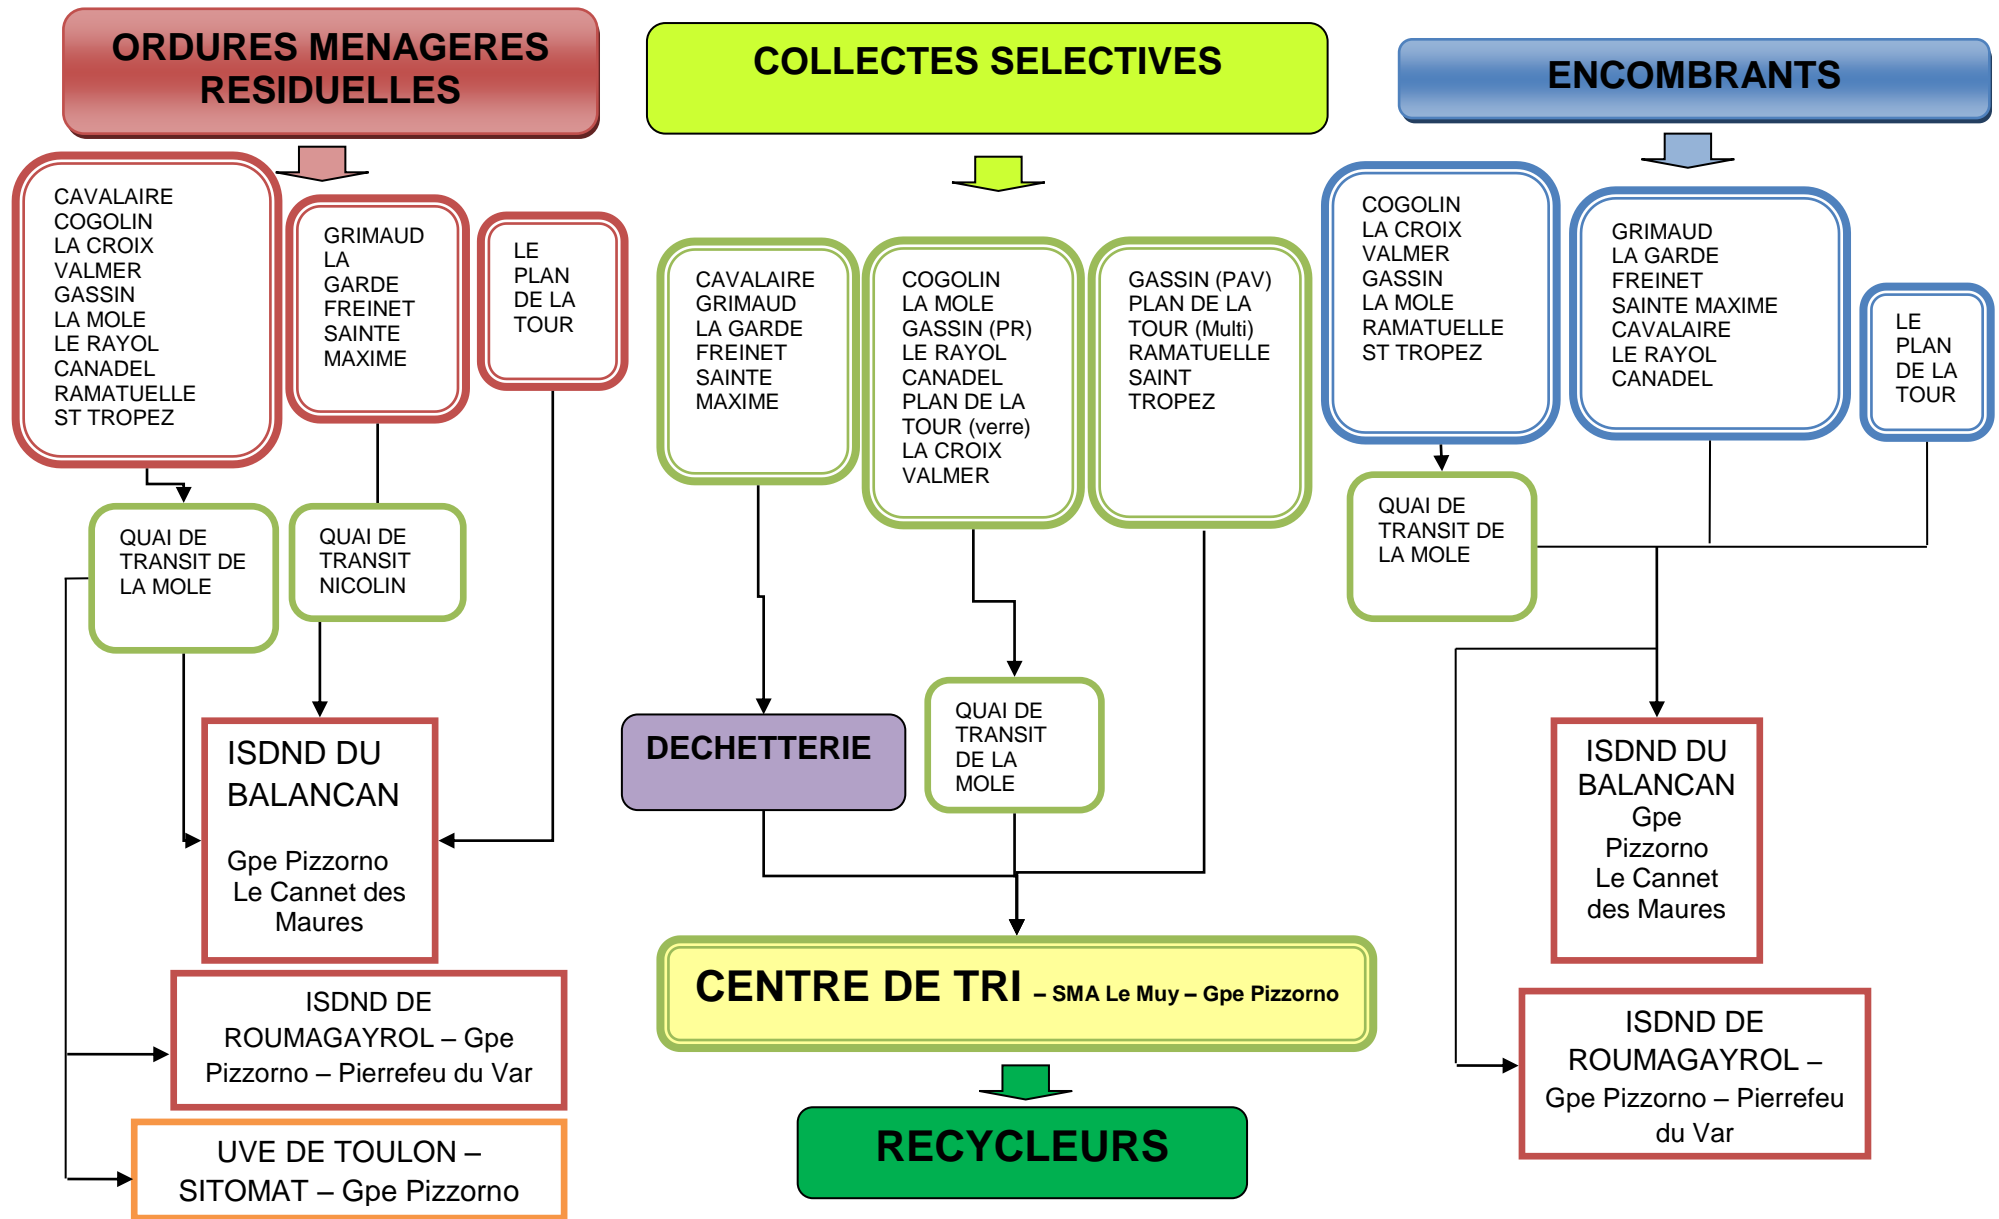 ORDURES MENAGERES
RESIDUELLES
COLLECTES SELECTIVES
ENCOMBRANTS
CAVALAIRE
COGOLIN
LA CROIX
VALMER
GASSIN
LA MOLE
LE RAYOL
CANADEL
RAMATUELLE
ST TROPEZ
GRIMAUD
LA
GARDE
FREINET
SAINTE
MAXIME
LE
PLAN
DE LA
TOUR
CAVALAIRE
GRIMAUD
LA GARDE
FREINET
SAINTE
MAXIME
COGOLIN
LA MOLE
GASSIN (PR)
LE RAYOL
CANADEL
PLAN DE LA
TOUR (verre)
LA CROIX
VALMER
GASSIN (PAV)
PLAN DE LA
TOUR (Multi)
RAMATUELLE
SAINT
TROPEZ
COGOLIN
LA CROIX
VALMER
GASSIN
LA MOLE
RAMATUELLE
ST TROPEZ
GRIMAUD
LA GARDE
FREINET
SAINTE MAXIME
CAVALAIRE
LE RAYOL
CANADEL
LE
PLAN
DE LA
TOUR
QUAI DE
TRANSIT DE
LA MOLE
QUAI DE
TRANSIT
NICOLIN
QUAI DE
TRANSIT DE
LA MOLE
DECHETTERIE
QUAI DE
TRANSIT
DE LA
MOLE
ISDND DU
BALANCAN
Gpe Pizzorno
Le Cannet des
Maures
ISDND DU
BALANCAN
Gpe
Pizzorno
Le Cannet
des Maures
CENTRE DE TRI – SMA Le Muy – Gpe Pizzorno
ISDND DE
ROUMAGAYROL – Gpe
Pizzorno – Pierrefeu du Var
ISDND DE
ROUMAGAYROL –
Gpe Pizzorno – Pierrefeu
du Var
UVE DE TOULON –
SITOMAT – Gpe Pizzorno
RECYCLEURS